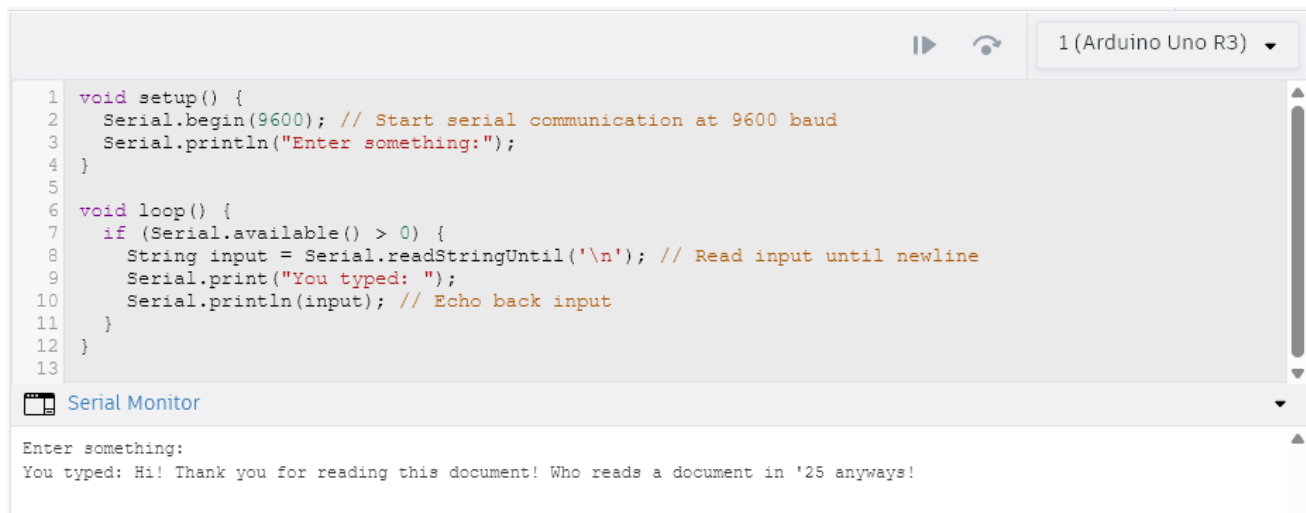 1 (Arduino Uno R3)
1 void setup() {
2 Serial.begin(9600); // Start serial communication at 9600 baud
3 Serial.println("Enter something:");
4 }
5
6 void loop() {
7 if (Serial.available() > 0) {
8 String input = Serial.readStringUntil('\n'); // Read input until newline
9 Serial.print("You typed: ");
10 Serial.println(input); // Echo back input
11 }
12 }
13
Serial Monitor
Enter something:
You typed: Hi! Thank you for reading this document! Who reads a document in '25 anyways!